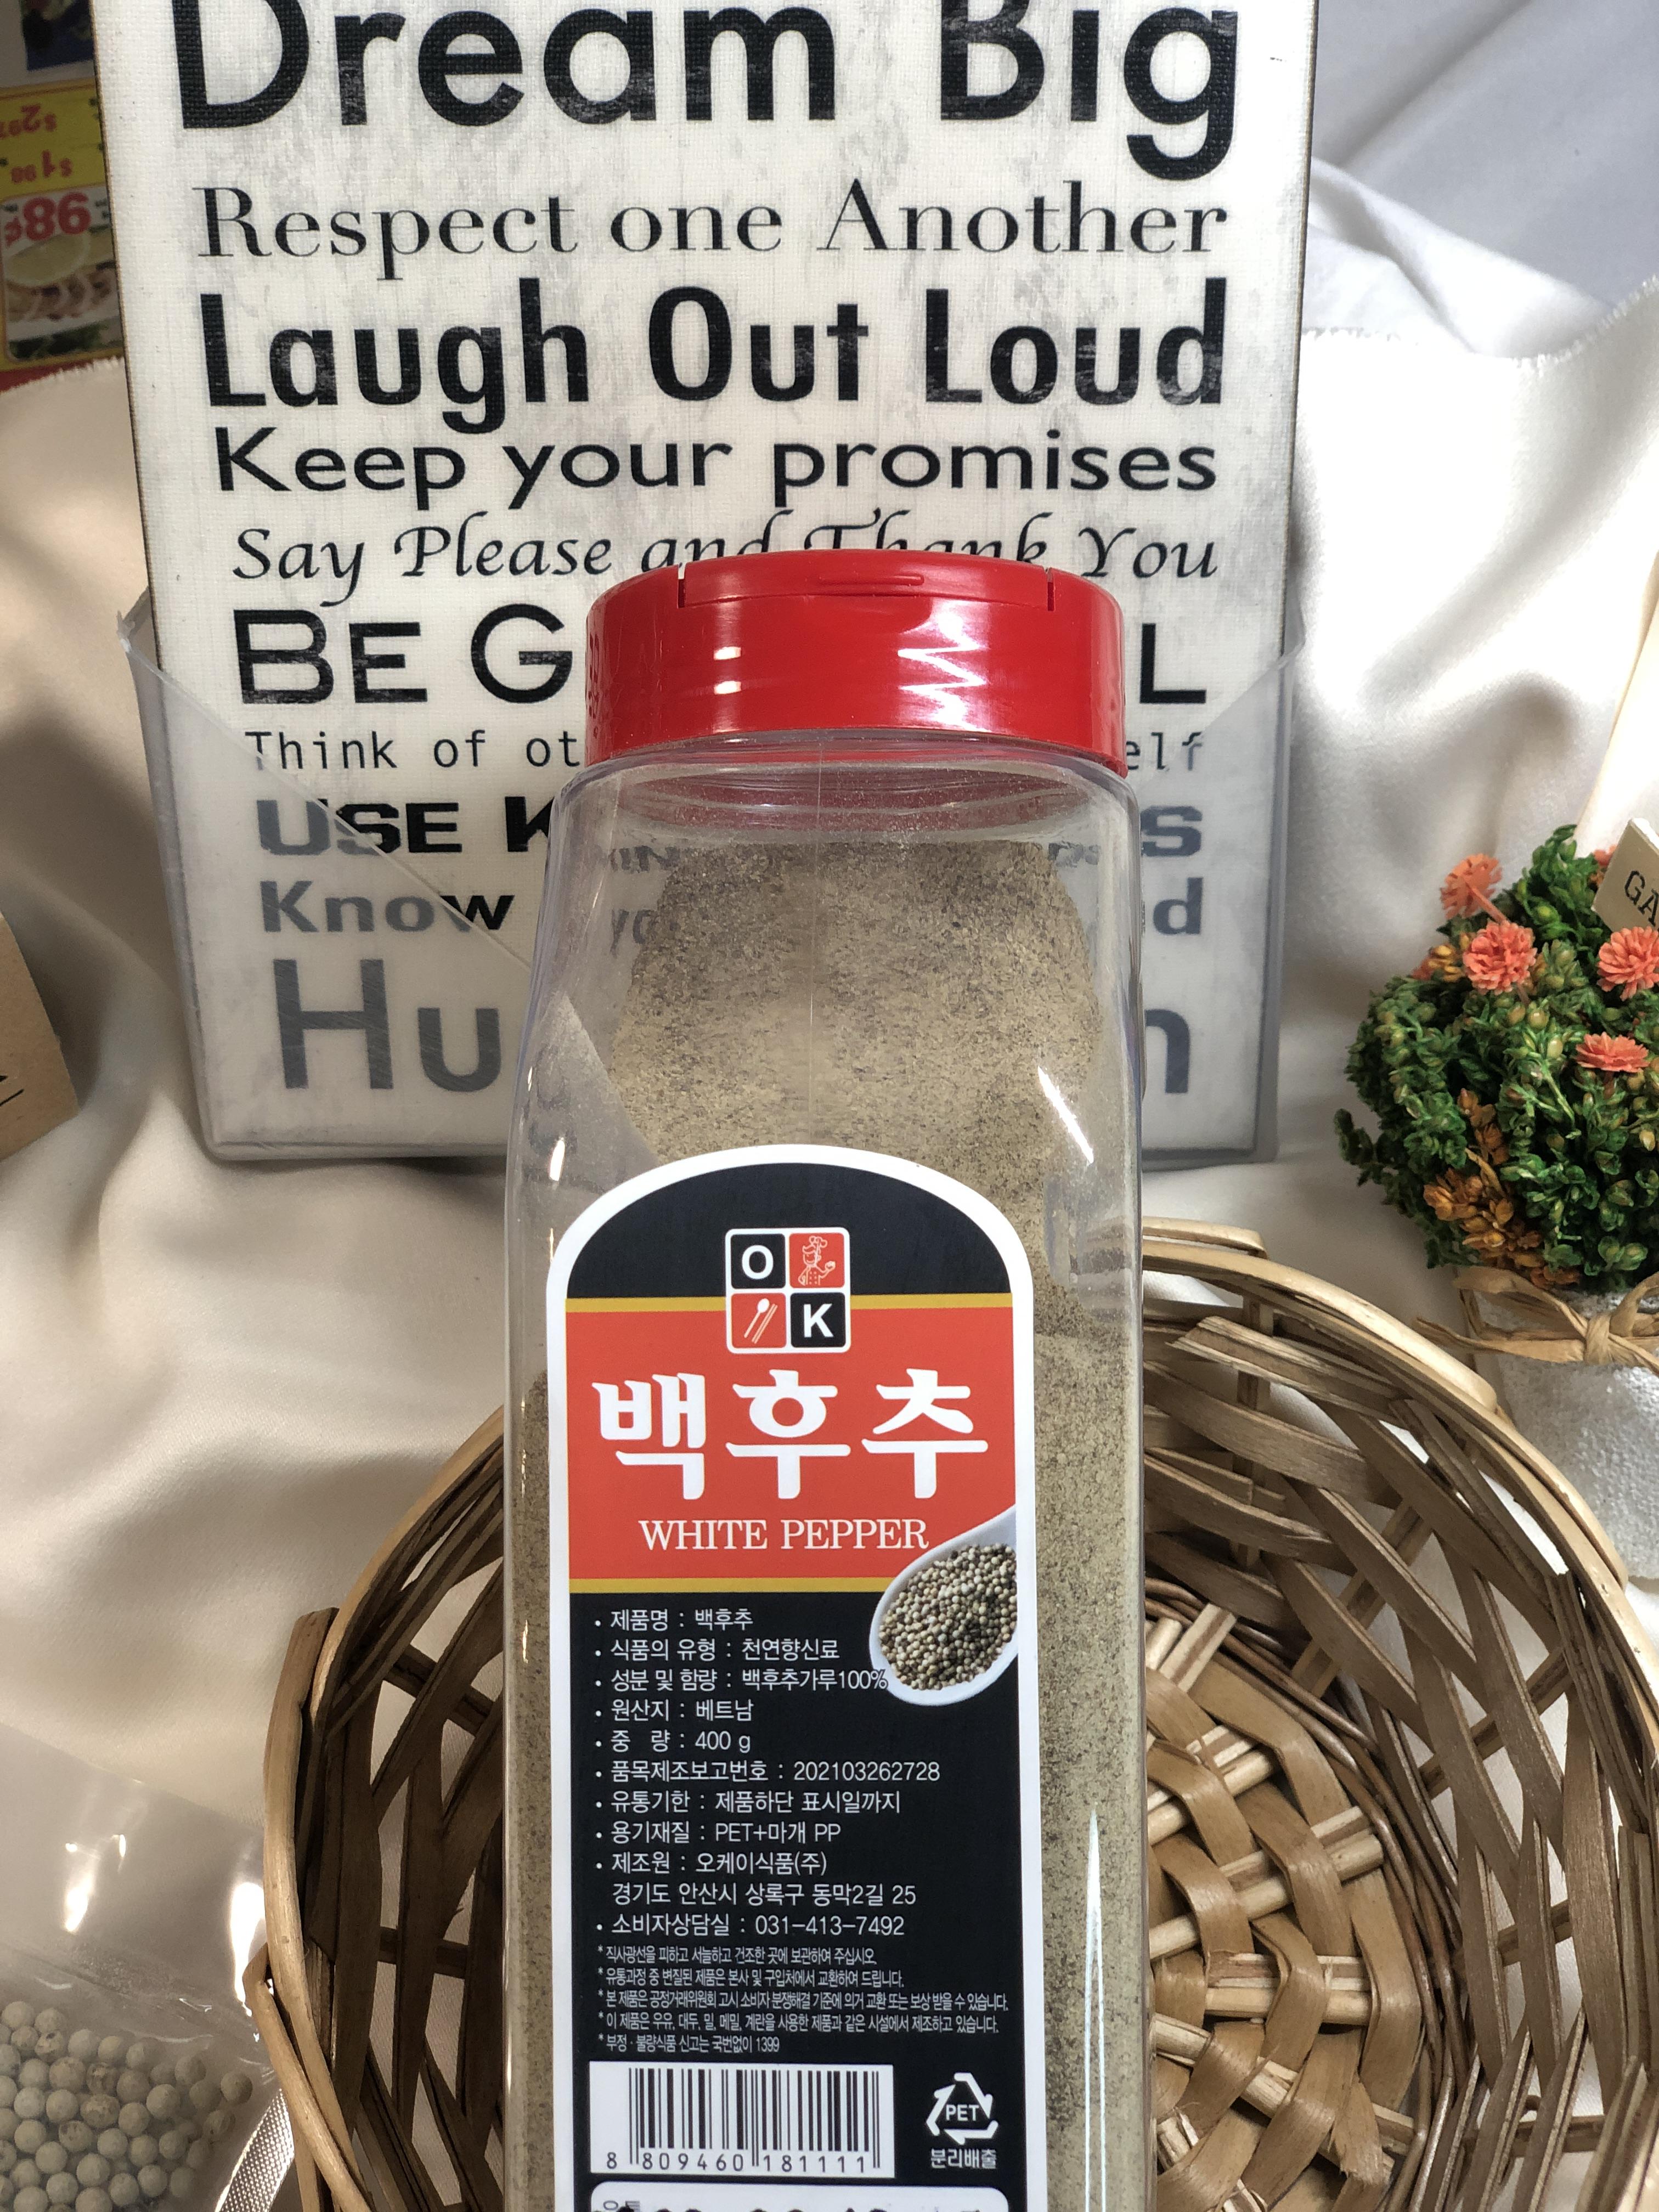 Dream Big
Respect one Another
Laugh Out Loud
Keep your promises
Say Please and Thank You
BE
Think of
USE
Know
$1.98
98¢
OK
백후추
WHITE PEPPER
• 제품명 : 백후추
• 식품의 유형 : 천연향신료
• 성분 및 함량 : 백후추가루100%
• 원산지 : 베트남
• 중 량 : 400 g
• 품목제조보고번호 : 202103262728
• 유통기한 : 제품하단 표시일까지
• 용기재질 : PET+마개 PP
• 제조원 : 오케이식품(주)
경기도 안산시 상록구 동막2길 25
• 소비자상담실 : 031-413-7492
* 직사광선을 피하고 서늘하고 건조한 곳에 보관하여 주십시오.
* 유통과정 중 변질된 제품은 본사 및 구입처에서 교환하여 드립니다.
* 본 제품은 공정거래위원회 고시 소비자 분쟁해결 기준에 의거 교환 또는 보상 받을 수 있습니다.
* 이 제품은 우유, 대두, 밀, 메밀, 계란을 사용한 제품과 같은 시설에서 제조하고 있습니다.
* 부정·불량식품 신고는 국번없이 1399
8 809460 181111
PET
분리배출